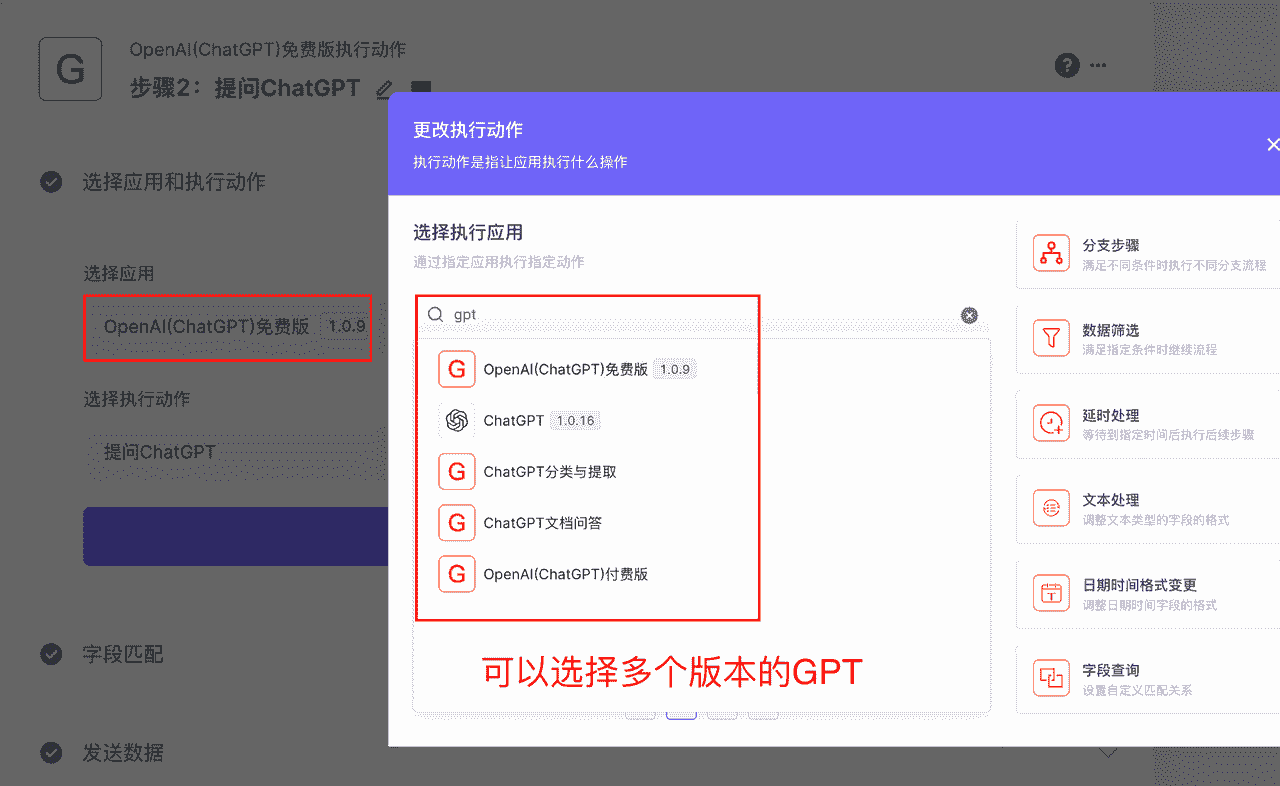 G
OpenAI(ChatGPT)免费版执行动作
步骤2：提问ChatGPT
?
选择应用和执行动作
选择应用
OpenAI(ChatGPT)免费版 1.0.9
选择执行动作
提问ChatGPT
字段匹配
发送数据
更改执行动作
执行动作是指让应用执行什么操作
选择执行应用
通过指定应用执行指定动作
gpt
G OpenAI(ChatGPT)免费版 1.0.9
ChatGPT 1.0.16
G ChatGPT分类与提取
G ChatGPT文档问答
G OpenAI(ChatGPT)付费版
可以选择多个版本的GPT
分支步骤
满足不同条件时执行不同分支流程
数据筛选
满足指定条件时继续流程
延时处理
等待到指定时间后执行后续步骤
文本处理
调整文本类型的字段的格式
日期时间格式变更
调整日期时间字段的格式
字段查询
设置自定义匹配关系